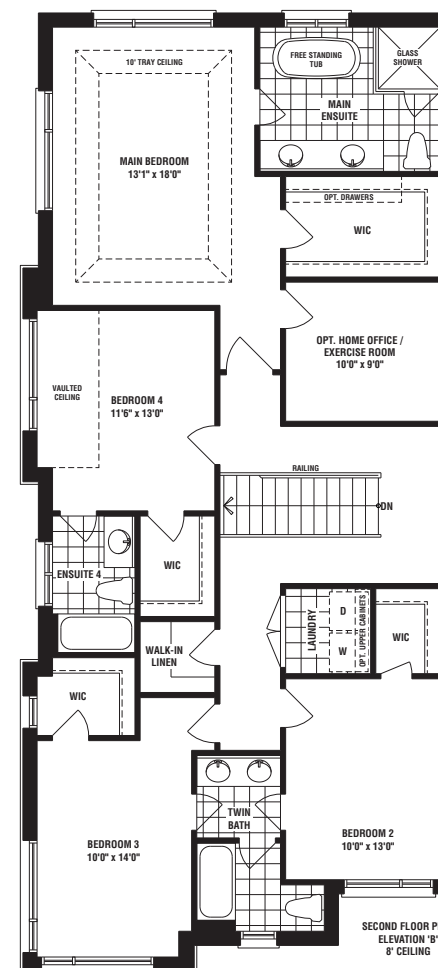 FREE STANDING
TUB
GLASS
SHOWER
10' TRAY CEILING
MAIN
ENSUITE
MAIN BEDROOM
13'1" x 18'0"
OPT. DRAWERS
WIC
OPT. HOME OFFICE /
EXERCISE ROOM
10'0" x 9'0"
VAULTED
CEILING
BEDROOM 4
11'6" x 13'0"
RAILING
DN
WIC
ENSUITE 4
LAUNDRY
D
W
OPT. UPPER CABINETS
WIC
WALK-IN
LINEN
WIC
TWIN
BATH
BEDROOM 3
10'0" x 14'0"
BEDROOM 2
10'0" x 13'0"
SECOND FLOOR
ELEVATION 'B'
8' CEILING